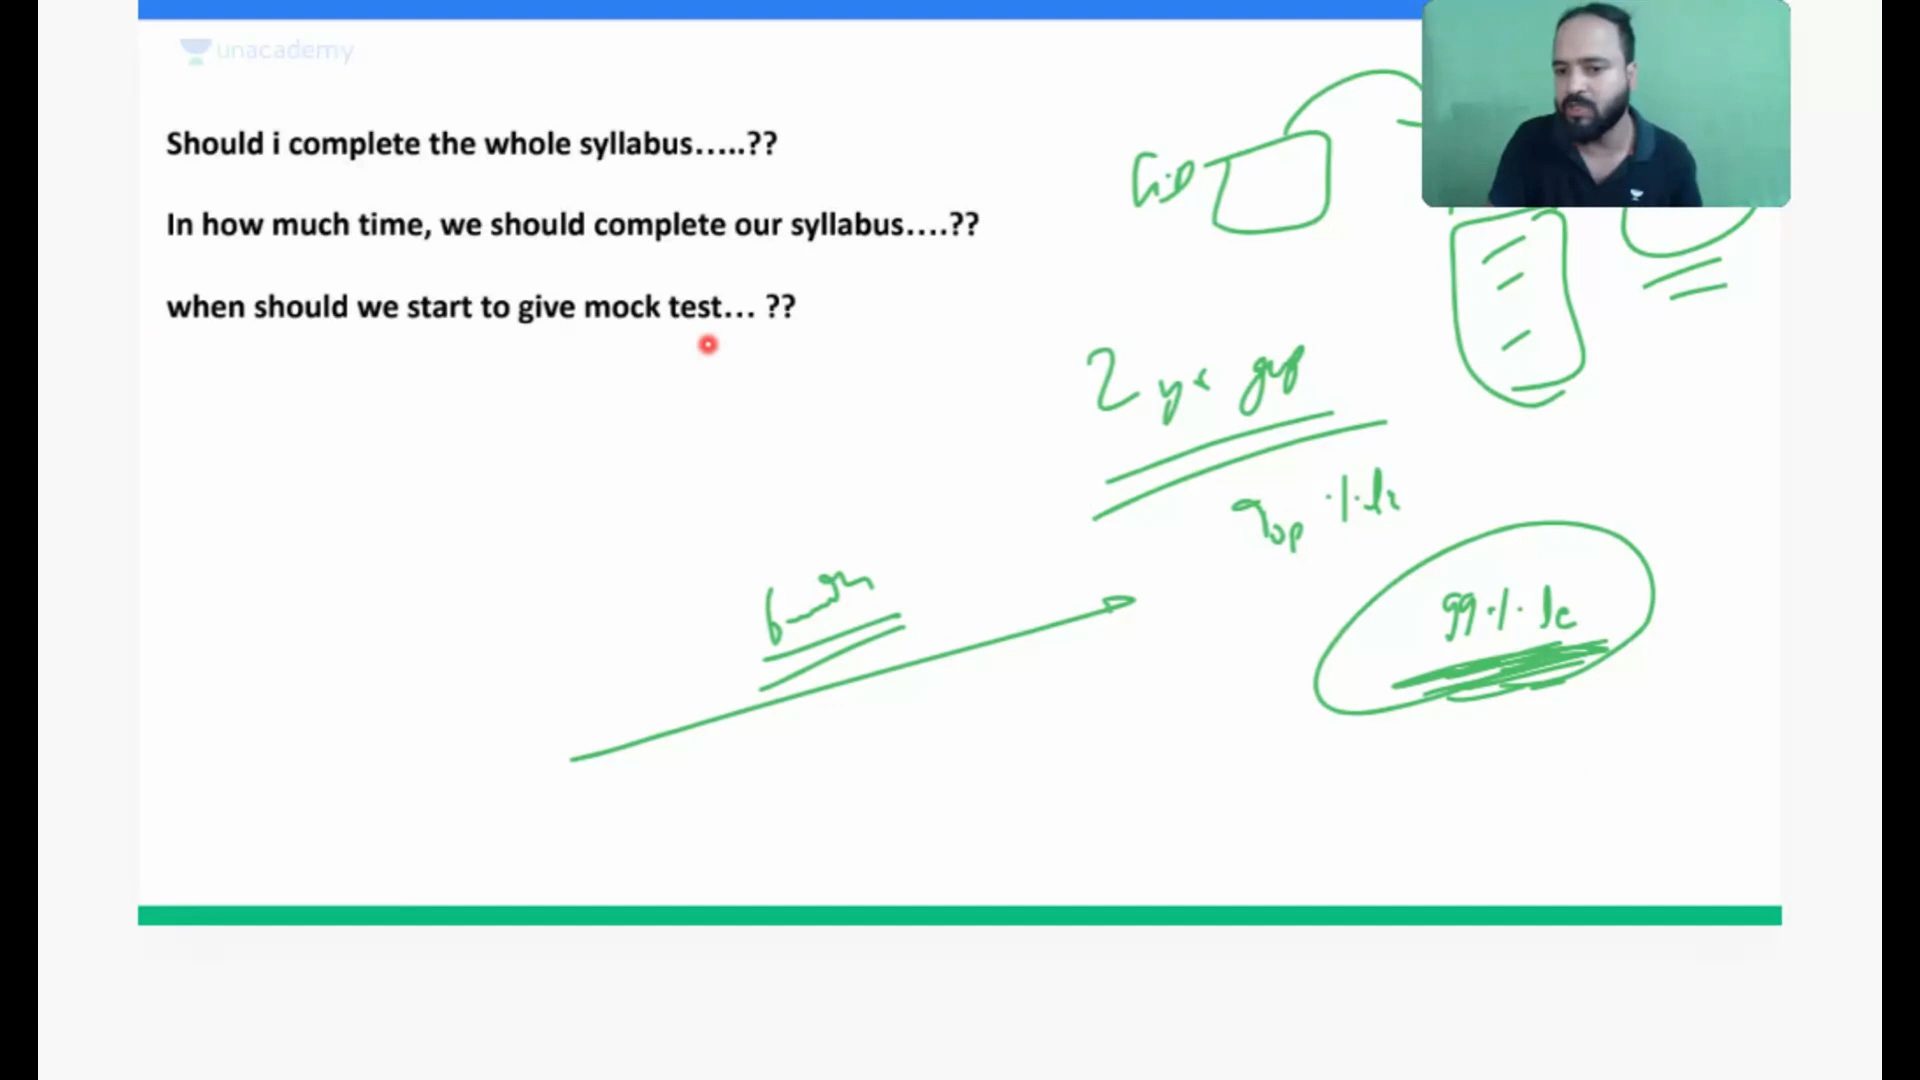 unacademy
Should i complete the whole syllabus…..??
In how much time, we should complete our syllabus….??
when should we start to give mock test… ??
2 yr gap
99 %le